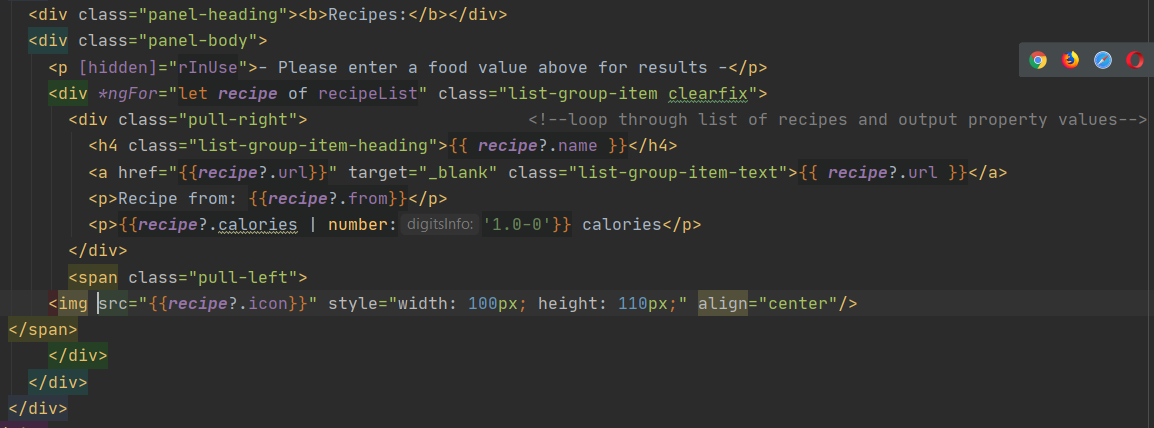 <div class="panel-heading"><b>Recipes:</b></div>
<div class="panel-body">
<p [hidden]="rInUse">- Please enter a food value above for results -</p>
<div *ngFor="let recipe of recipeList" class="list-group-item clearfix">
<div class="pull-right"> <!--loop through list of recipes and output property values-->
<h4 class="list-group-item-heading">{{ recipe?.name }}</h4>
<a href="{{recipe?.url}}" target="_blank" class="list-group-item-text">{{ recipe?.url }}</a>
<p>Recipe from: {{recipe?.from}}</p>
<p>{{recipe?.calories | number: digitsInfo: '1.0-0'}} calories</p>
</div>
<span class="pull-left">
<img src="{{recipe?.icon}}" style="width: 100px; height: 110px;" align="center"/>
</span>
</div>
</div>
</div>